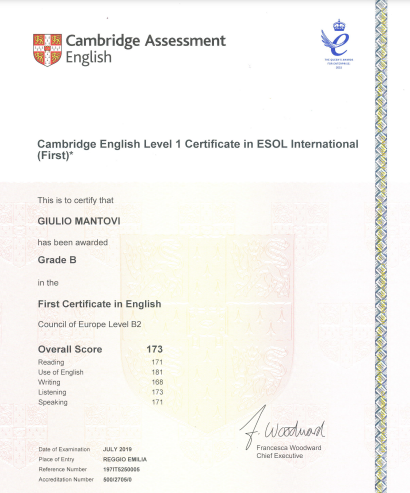 Cambridge Assessment
English
THE QUEEN'S AWARDS
FOR ENTERPRISE:
Cambridge English Level 1 Certificate in ESOL International
(First)*
This is to certify that
GIULIO MANTOVI
has been awarded
Grade B
in the
First Certificate in English
Council of Europe Level B2
Overall Score 173
Reading 171
Use of English 181
Writing 168
Listening 173
Speaking 171
F. Woodward
Francesca Woodward
Chief Executive
Date of Examination JULY 2019
Place of Entry REGGIO EMILIA
Reference Number 197IT5250005
Accreditation Number 500/2705/0